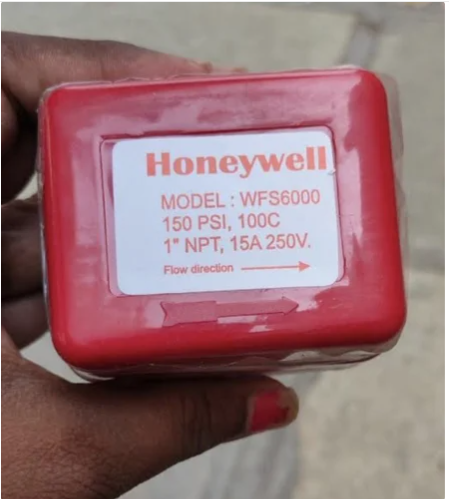 Honeywell
MODEL : WFS6000
150 PSI, 100C
1" NPT, 15A 250V.
Flow direction